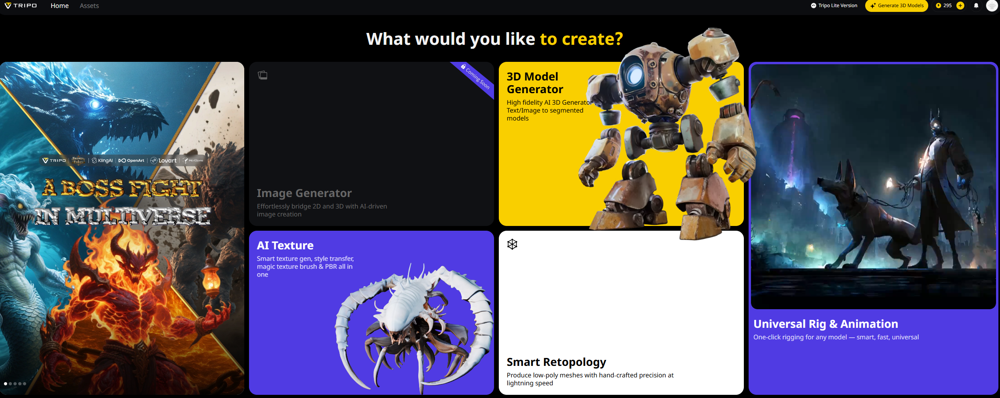 TRIPO
Home
Assets
Tripo Lite Version
Generate 3D Models
295
What would you like to create?
TRIPO | FRIENDS & FABLES | KlingAI | OpenArt | Lovart | HEYGEARS
A BOSS FIGHT
IN MULTIVERSE
Coming Soon
Image Generator
Effortlessly bridge 2D and 3D with AI-driven
image creation
3D Model
Generator
High fidelity AI 3D Generator –
Text/Image to segmented
models
AI Texture
Smart texture gen, style transfer,
magic texture brush & PBR all in
one
Smart Retopology
Produce low-poly meshes with hand-crafted precision at
lightning speed
Universal Rig & Animation
One-click rigging for any model — smart, fast, universal